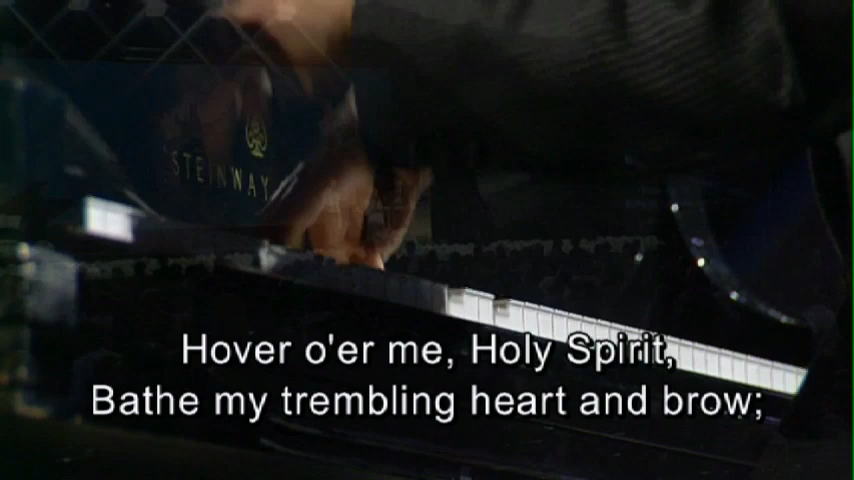 STEINWAY
Hover o'er me, Holy Spirit,
Bathe my trembling heart and brow;